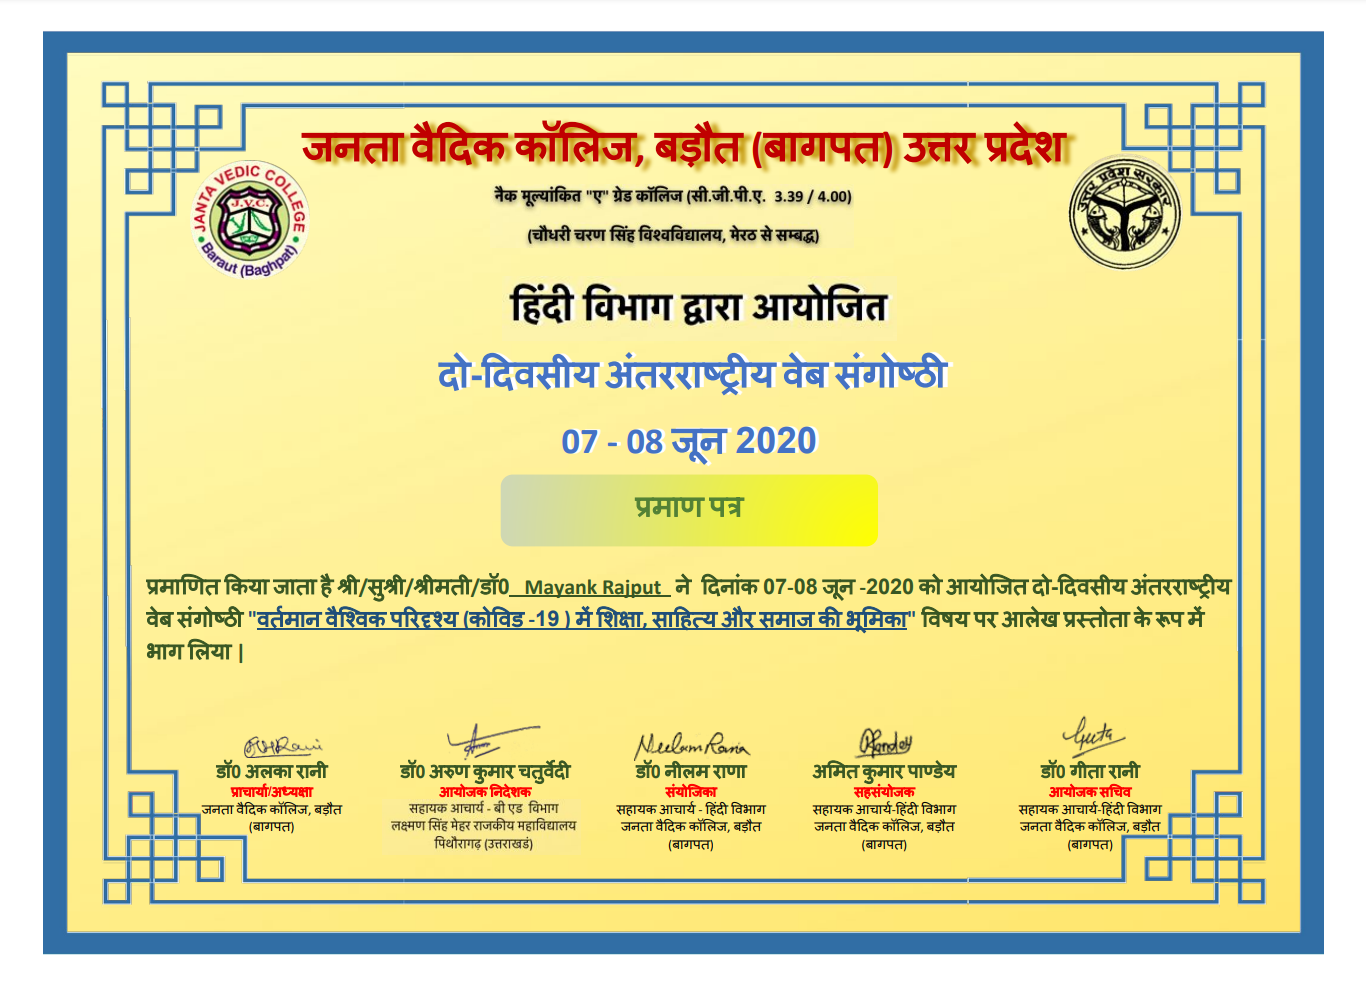 जनता वैदिक कॉलिज, बड़ौत (बागपत) उत्तर प्रदेश
JANTA VEDIC COLLEGE
J.V.C.
Baraut (Baghpat)
उत्तर प्रदेश सरकार
नैक मूल्यांकित "ए" ग्रेड कॉलिज (सी.जी.पी.ए. 3.39 / 4.00)
(चौधरी चरण सिंह विश्वविद्यालय, मेरठ से सम्बद्ध)
हिंदी विभाग द्वारा आयोजित
दो-दिवसीय अंतरराष्ट्रीय वेब संगोष्ठी
07 - 08 जून 2020
प्रमाण पत्र
प्रमाणित किया जाता है श्री/सुश्री/श्रीमती/डॉ0 Mayank Rajput ने दिनांक 07-08 जून -2020 को आयोजित दो-दिवसीय अंतरराष्ट्रीय
वेब संगोष्ठी "वर्तमान वैश्विक परिदृश्य (कोविड -19 ) में शिक्षा, साहित्य और समाज की भूमिका" विषय पर आलेख प्रस्तोता के रूप में
भाग लिया |
Neelam Rana
Geeta
डॉ0 अलका रानी
प्राचार्या/अध्यक्षा
जनता वैदिक कॉलिज, बड़ौत
(बागपत)
डॉ0 अरुण कुमार चतुर्वेदी
आयोजक निदेशक
सहायक आचार्य - बी एड विभाग
लक्ष्मण सिंह मेहर राजकीय महाविद्यालय
पिथौरागढ़ (उत्तराखडं)
डॉ0 नीलम राणा
संयोजिका
सहायक आचार्य - हिंदी विभाग
जनता वैदिक कॉलिज, बड़ौत
(बागपत)
अमित कुमार पाण्डेय
सहसंयोजक
सहायक आचार्य-हिंदी विभाग
जनता वैदिक कॉलिज, बड़ौत
(बागपत)
डॉ0 गीता रानी
आयोजक सचिव
सहायक आचार्य-हिंदी विभाग
जनता वैदिक कॉलिज, बड़ौत
(बागपत)